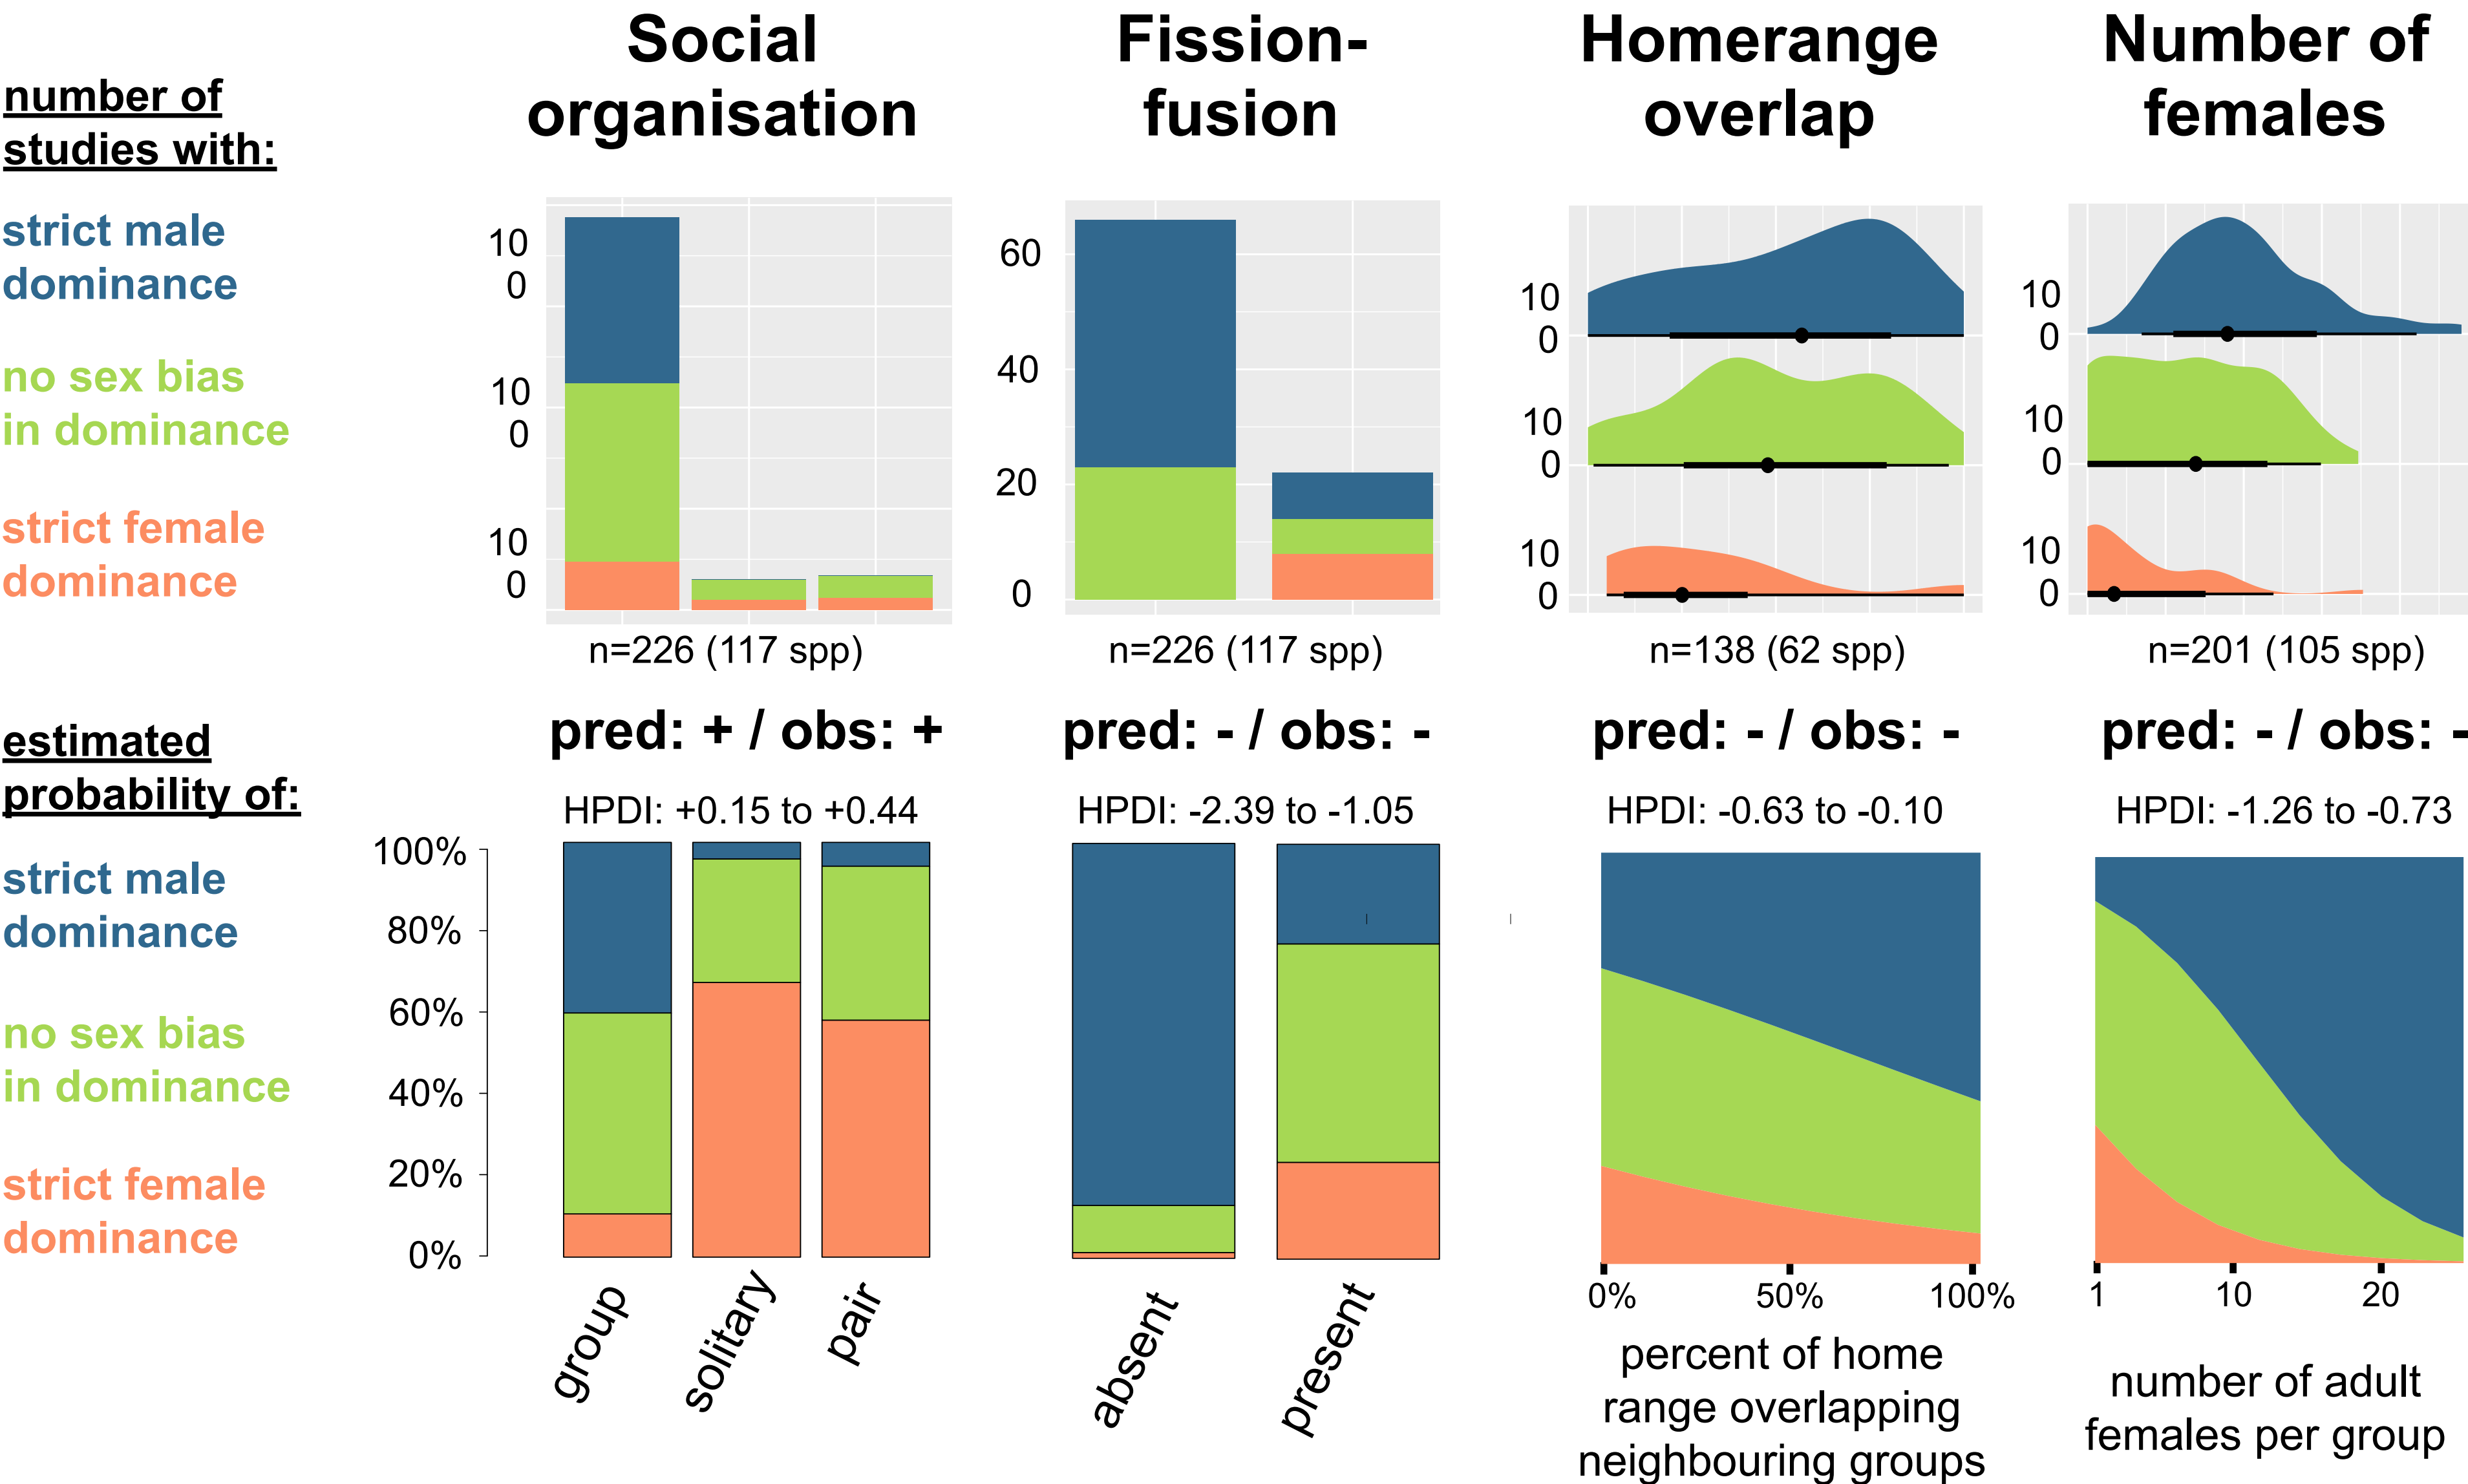 Social
organisation
Fission-
fusion
Homerange
overlap
Number of
females
number of
studies with:
strict male
dominance
no sex bias
in dominance
strict female
dominance
10
0
10
0
10
0
60
40
20
0
10
0
10
0
10
0
10
0
10
0
10
0
n=226 (117 spp)
n=226 (117 spp)
n=138 (62 spp)
n=201 (105 spp)
estimated
probability of:
strict male
dominance
no sex bias
in dominance
strict female
dominance
pred: + / obs: +
pred: - / obs: -
pred: - / obs: -
pred: - / obs: -
HPDI: +0.15 to +0.44
HPDI: -2.39 to -1.05
HPDI: -0.63 to -0.10
HPDI: -1.26 to -0.73
100%
80%
60%
40%
20%
0%
group
solitary
pair
absent
present
0%
50%
100%
percent of home
range overlapping
neighbouring groups
1
10
20
number of adult
females per group